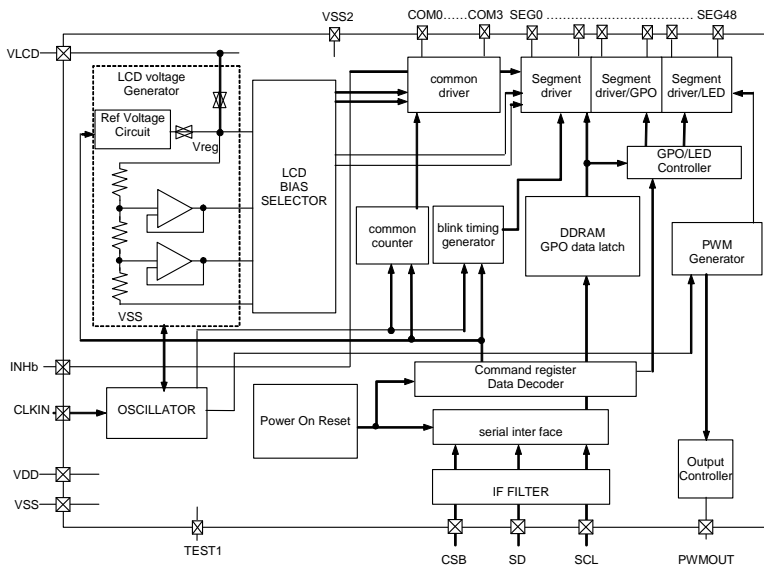 VSS2
COM0……COM3
SEG0 ……………………… SEG48
VLCD
LCD voltage
Generator
Ref Voltage
Circuit
Vreg
VSS
LCD
BIAS
SELECTOR
common
driver
Segment
driver
Segment
driver/GPO
Segment
driver/LED
GPO/LED
Controller
common
counter
blink timing
generator
DDRAM
GPO data latch
PWM
Generator
INHb
CLKIN
OSCILLATOR
Command register
Data Decoder
Power On Reset
serial inter face
IF FILTER
Output
Controller
VDD
VSS
TEST1
CSB
SD
SCL
PWMOUT